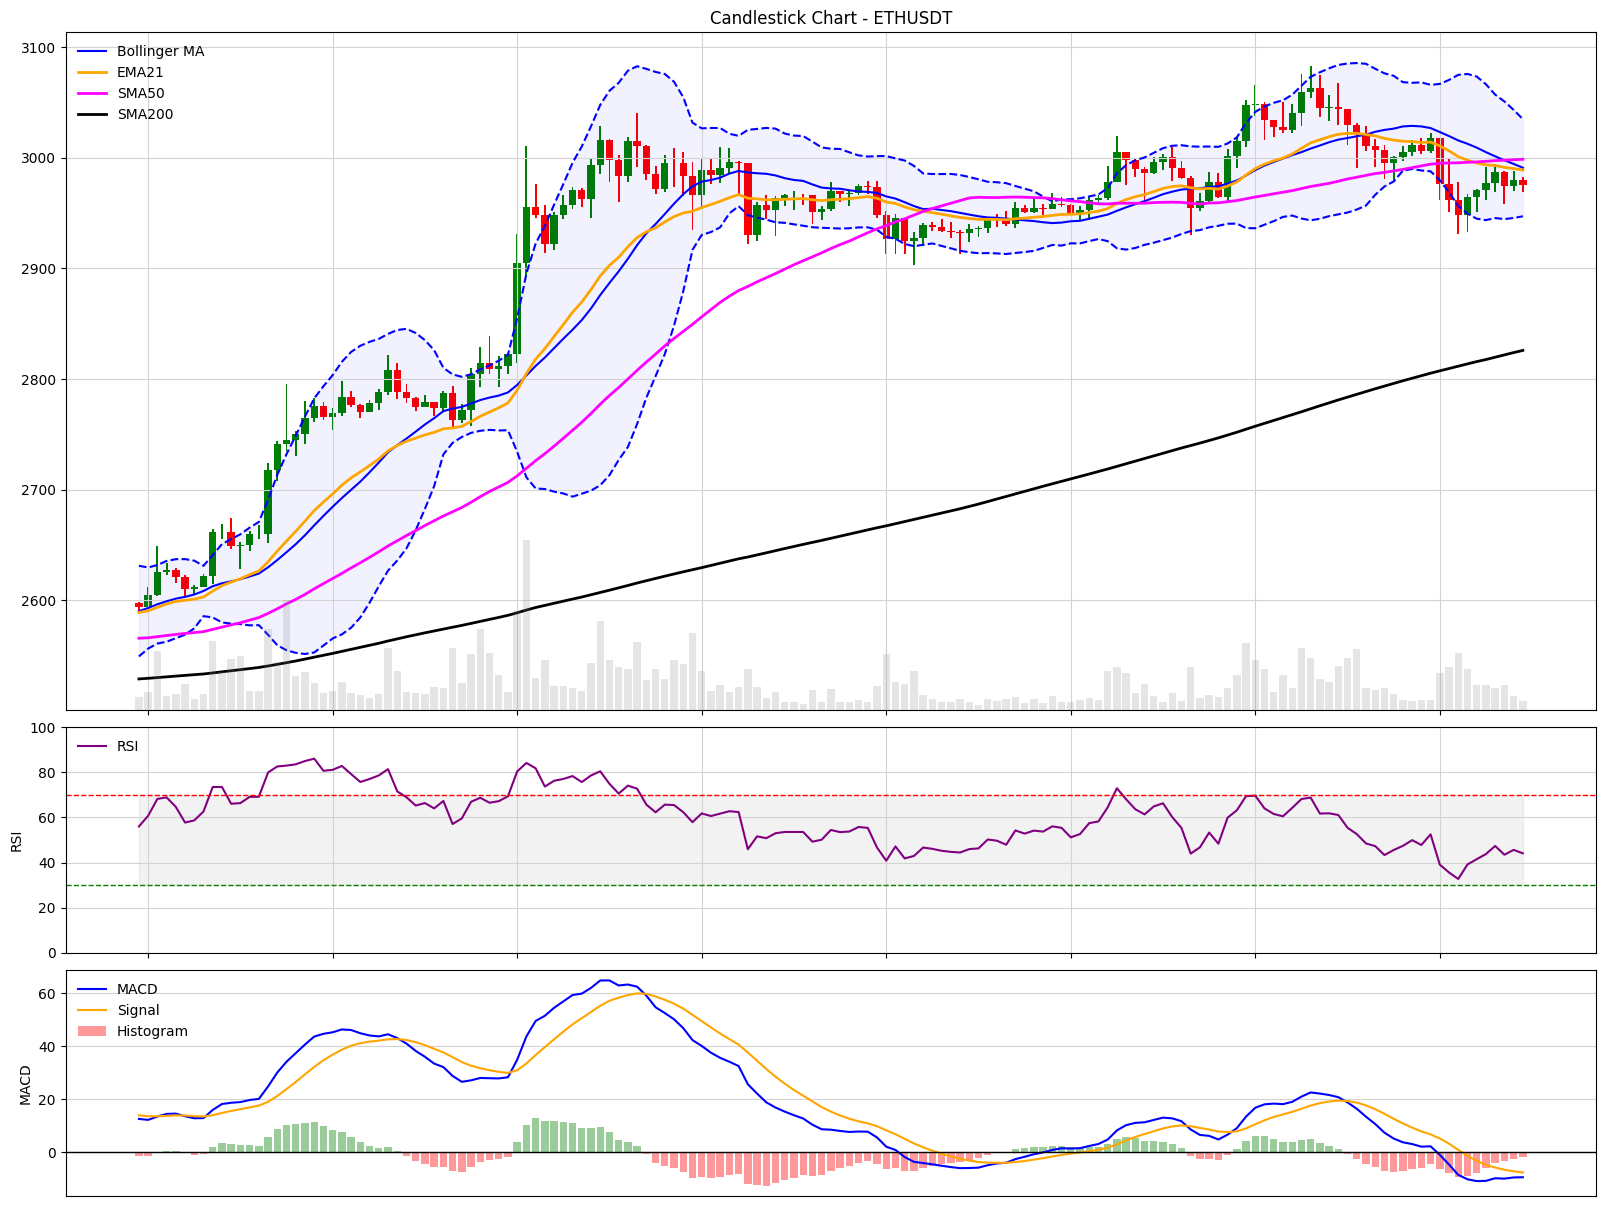 Candlestick Chart - ETHUSDT
Bollinger MA
EMA21
SMA50
SMA200
3100
3000
2900
2800
2700
2600
RSI
100
80
60
40
20
0
RSI
MACD
Signal
Histogram
60
40
20
0
MACD